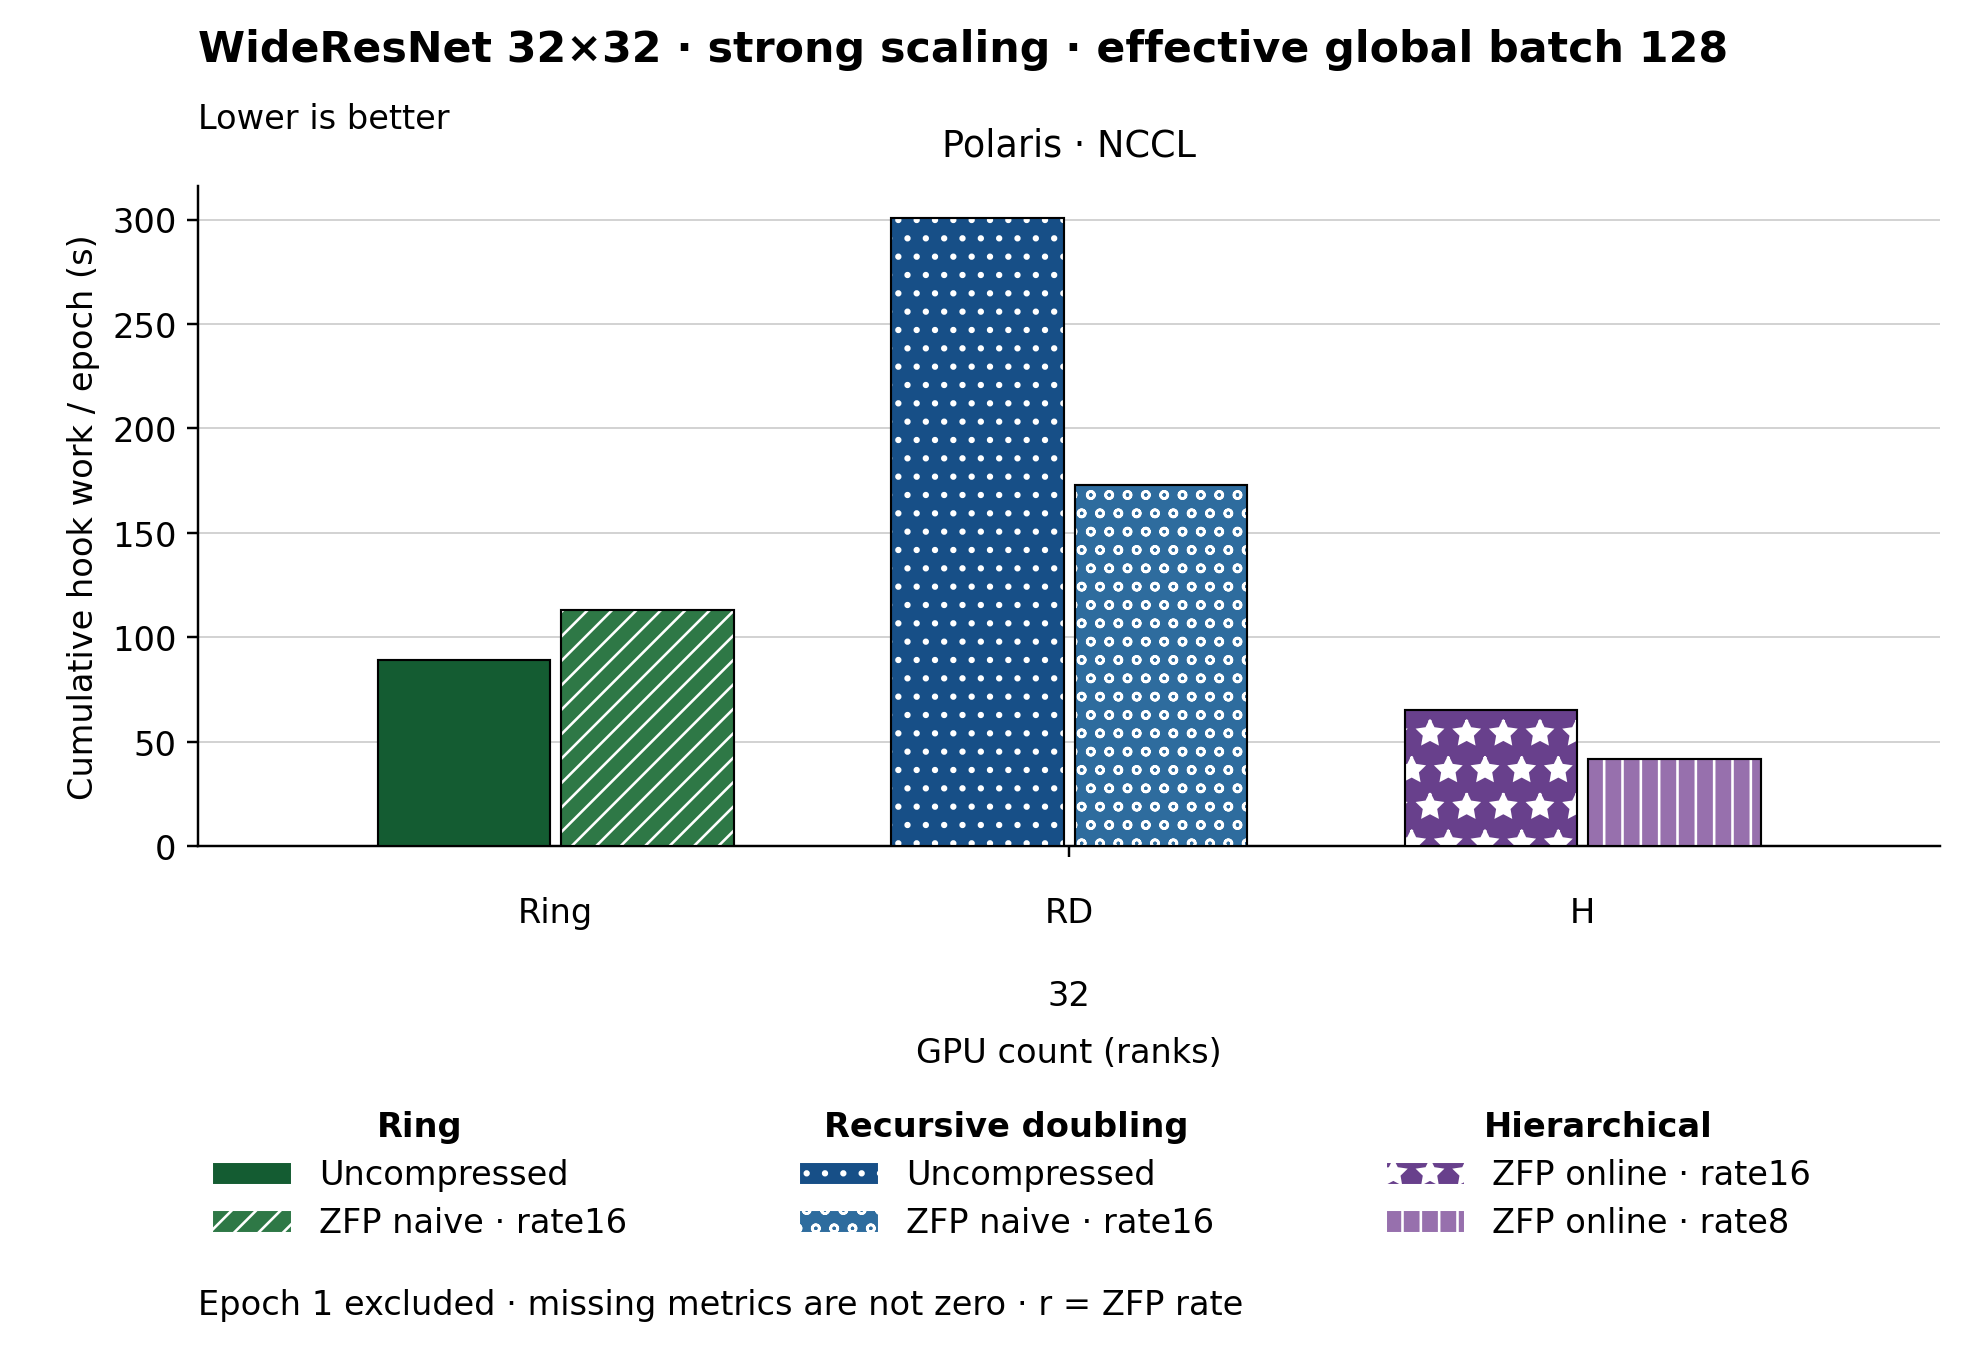 WideResNet 32×32 · strong scaling · effective global batch 128
Lower is better
Polaris · NCCL
Cumulative hook work / epoch (s)
300
250
200
150
100
50
0
Ring
RD
H
32
GPU count (ranks)
Ring
Uncompressed
ZFP naive · rate16
Recursive doubling
Uncompressed
ZFP naive · rate16
Hierarchical
ZFP online · rate16
ZFP online · rate8
Epoch 1 excluded · missing metrics are not zero · r = ZFP rate